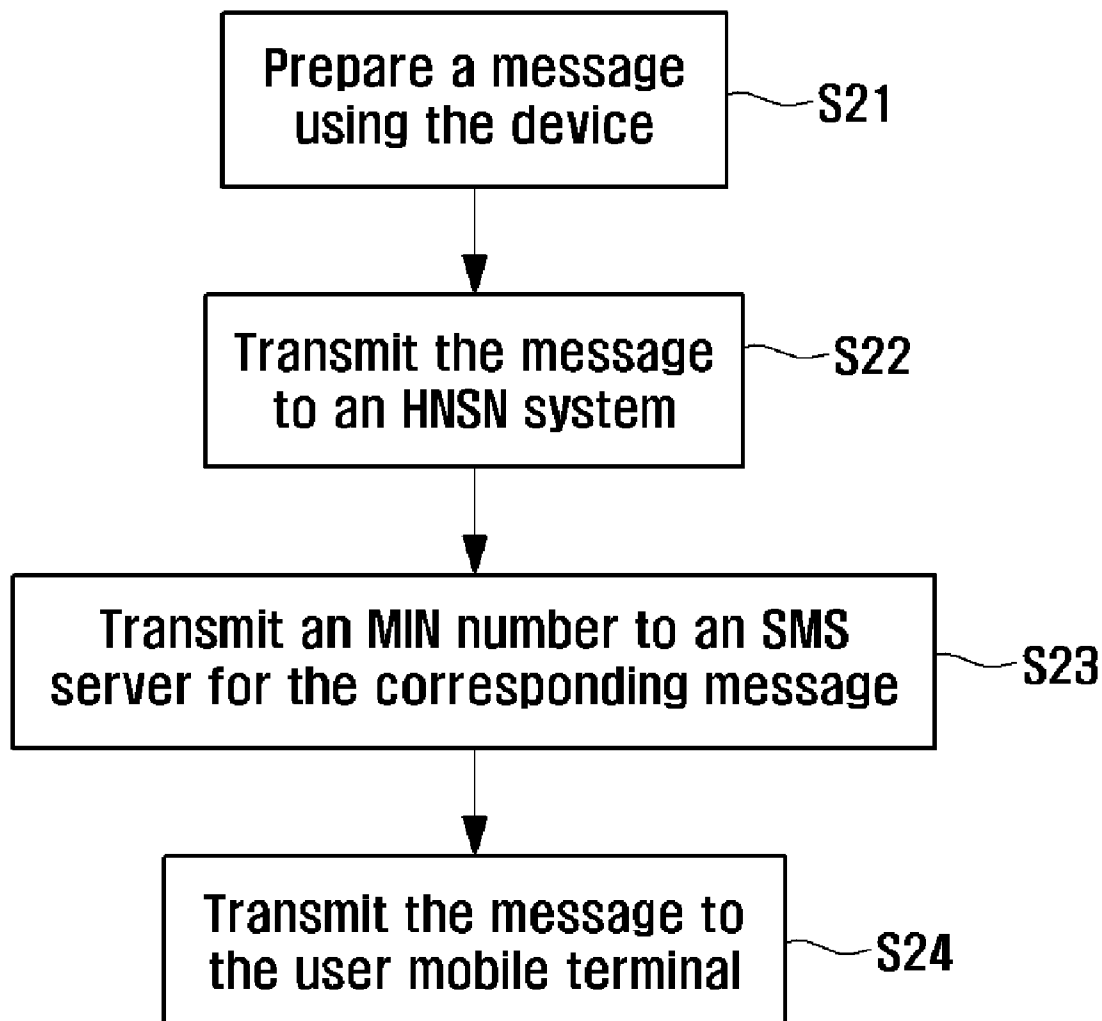 Prepare a message
using the device
S21
Transmit the message
to an HNSN system
S22
Transmit an MIN number to an SMS
server for the corresponding message
S23
Transmit the message to
the user mobile terminal
S24